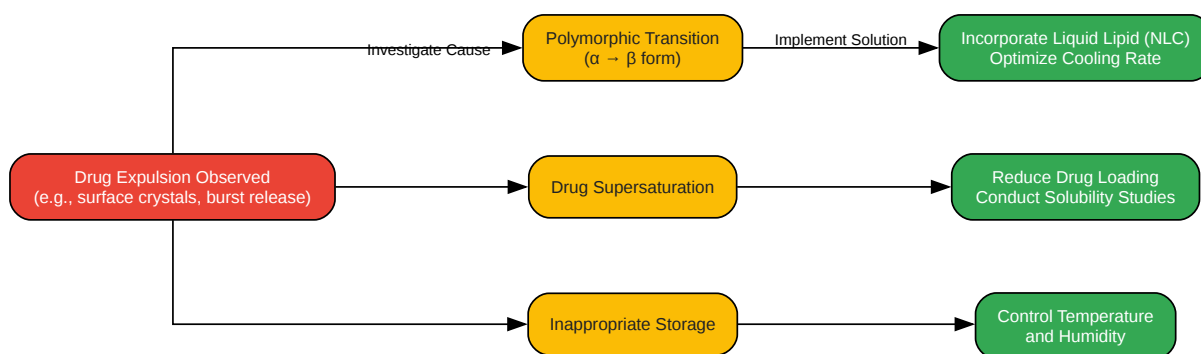 Investigate Cause
Polymorphic Transition
(α → β form)
Implement Solution
Incorporate Liquid Lipid (NLC)
Optimize Cooling Rate
Drug Expulsion Observed
(e.g., surface crystals, burst release)
Drug Supersaturation
Reduce Drug Loading
Conduct Solubility Studies
Inappropriate Storage
Control Temperature
and Humidity